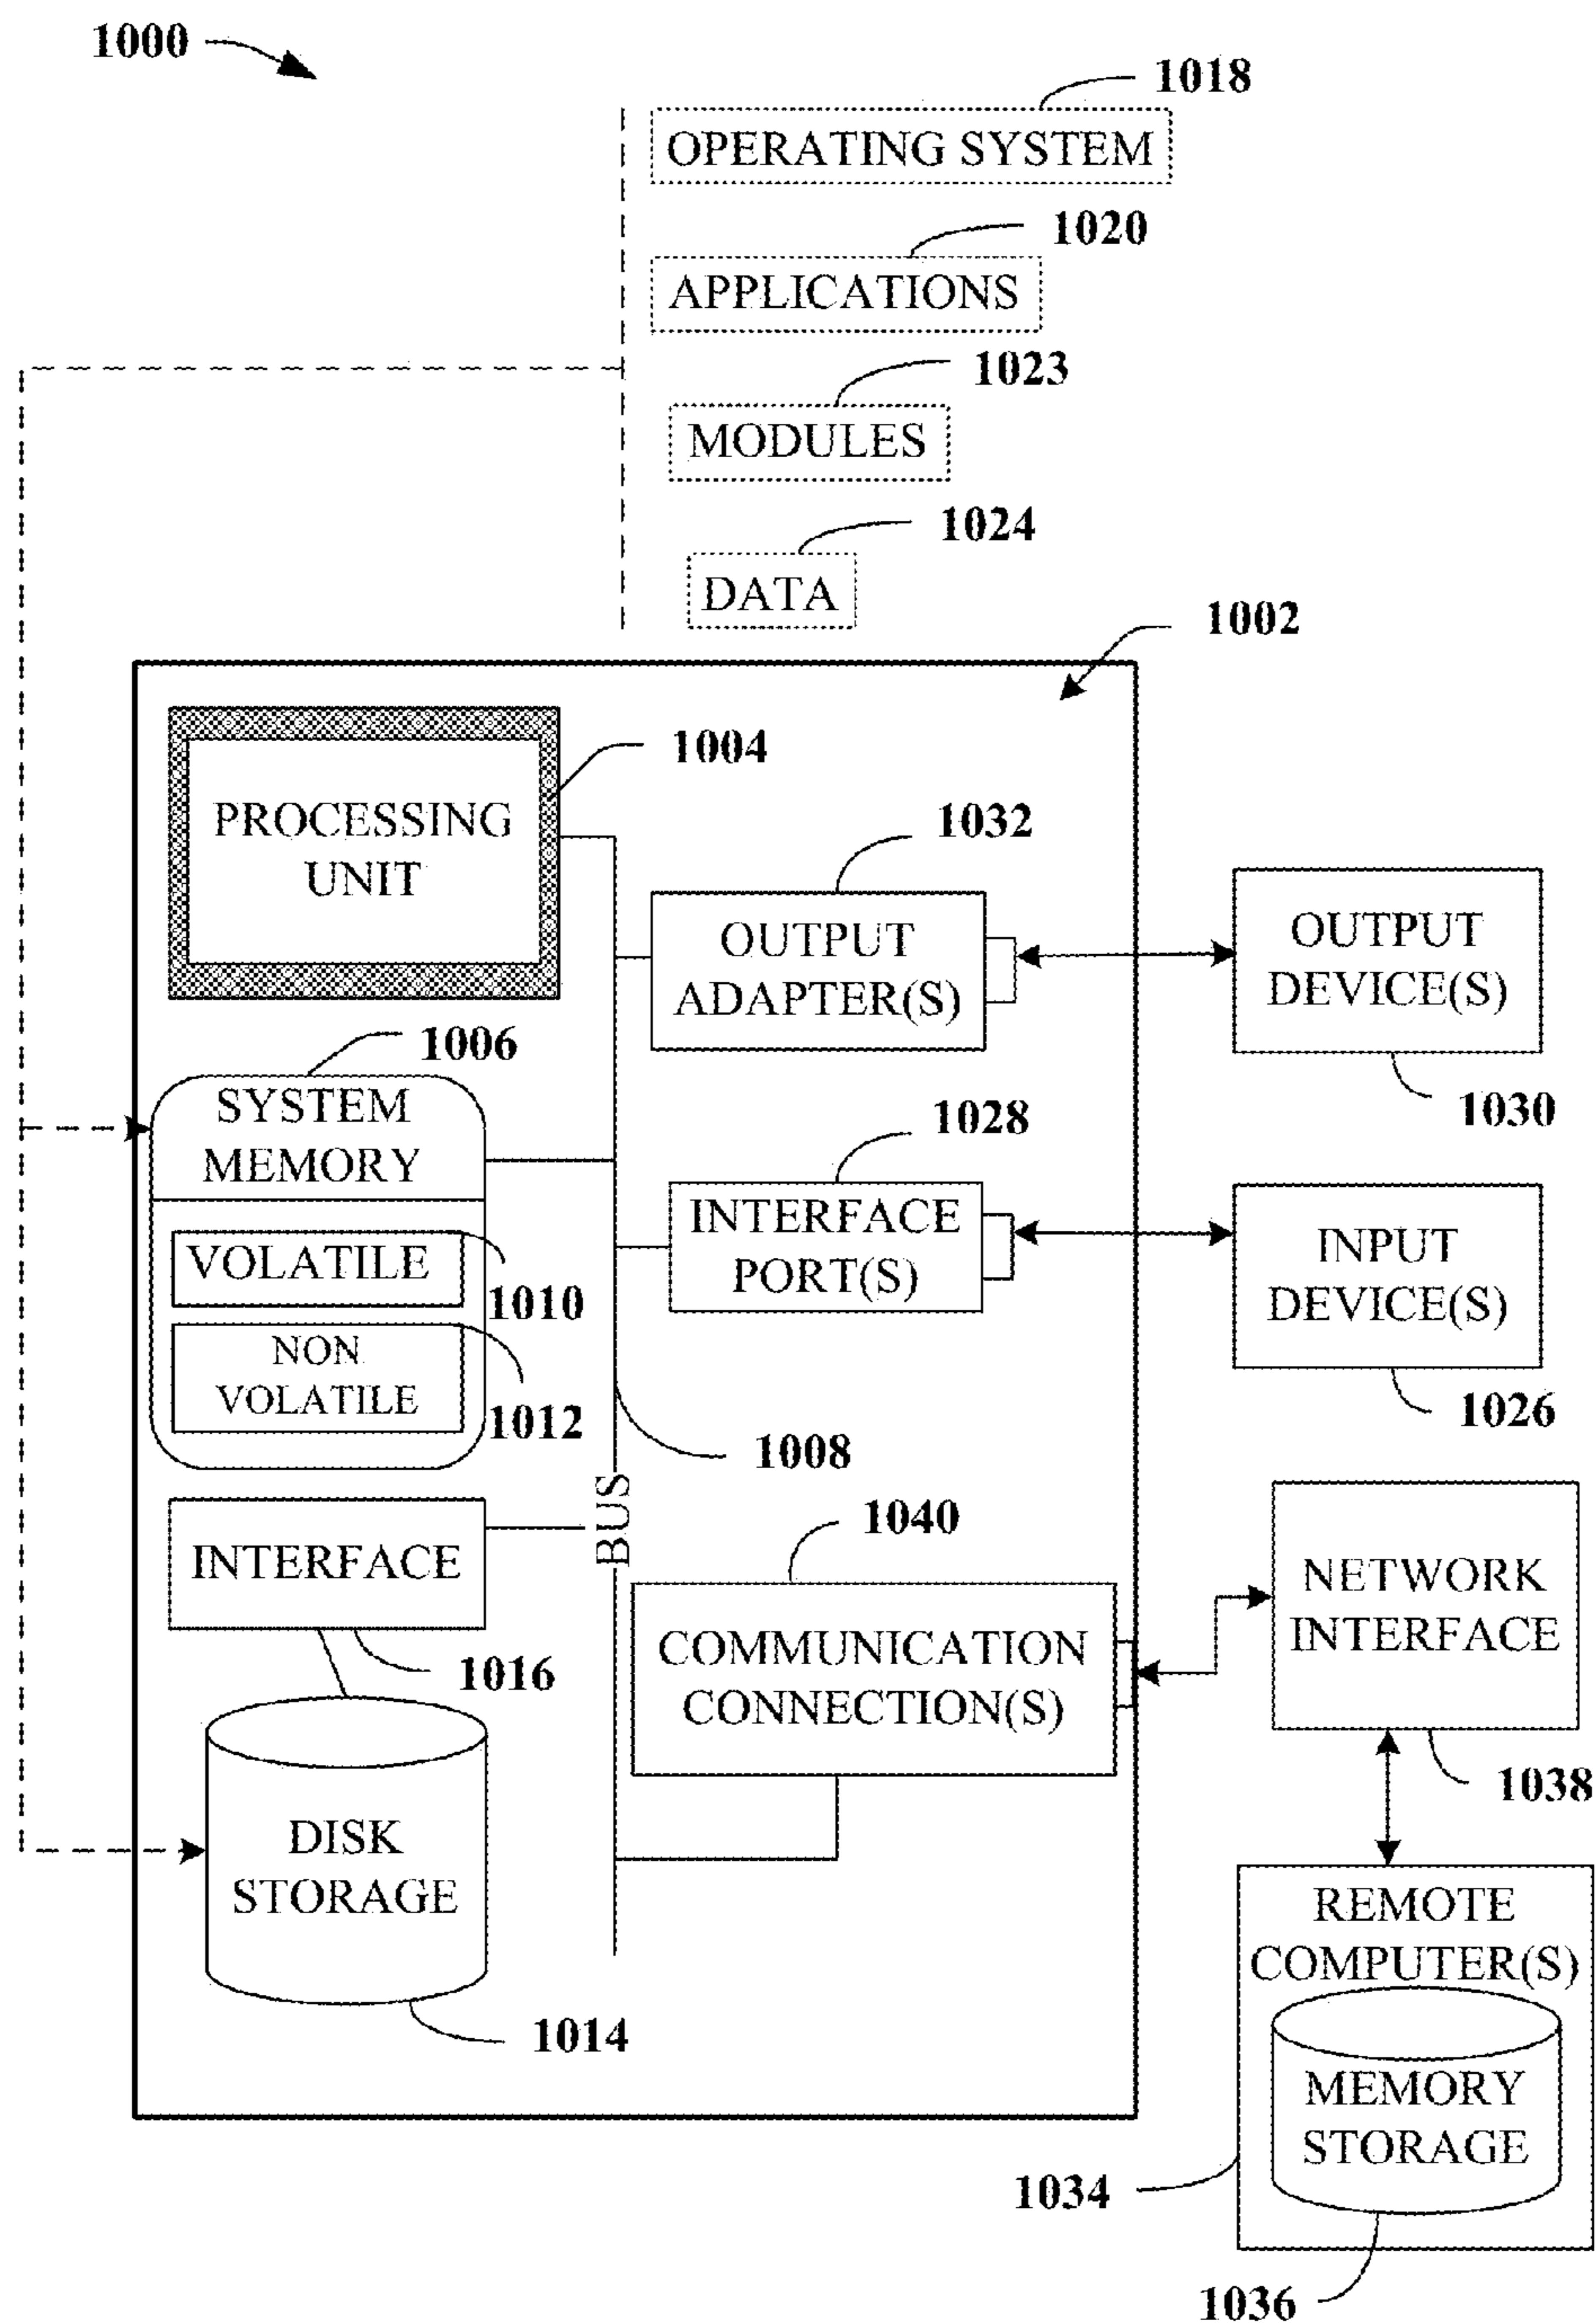 1000
1018
OPERATING SYSTEM
1020
APPLICATIONS
1023
MODULES
1024
DATA
1002
PROCESSING
UNIT
1004
1032
OUTPUT
ADAPTER(S)
OUTPUT
DEVICE(S)
1030
1006
SYSTEM
MEMORY
VOLATILE
1010
NON
VOLATILE
1012
1028
INTERFACE
PORT(S)
INPUT
DEVICE(S)
1026
1008
BUS
INTERFACE
1016
1040
COMMUNICATION
CONNECTION(S)
NETWORK
INTERFACE
1038
DISK
STORAGE
1014
REMOTE
COMPUTER(S)
MEMORY
STORAGE
1034
1036